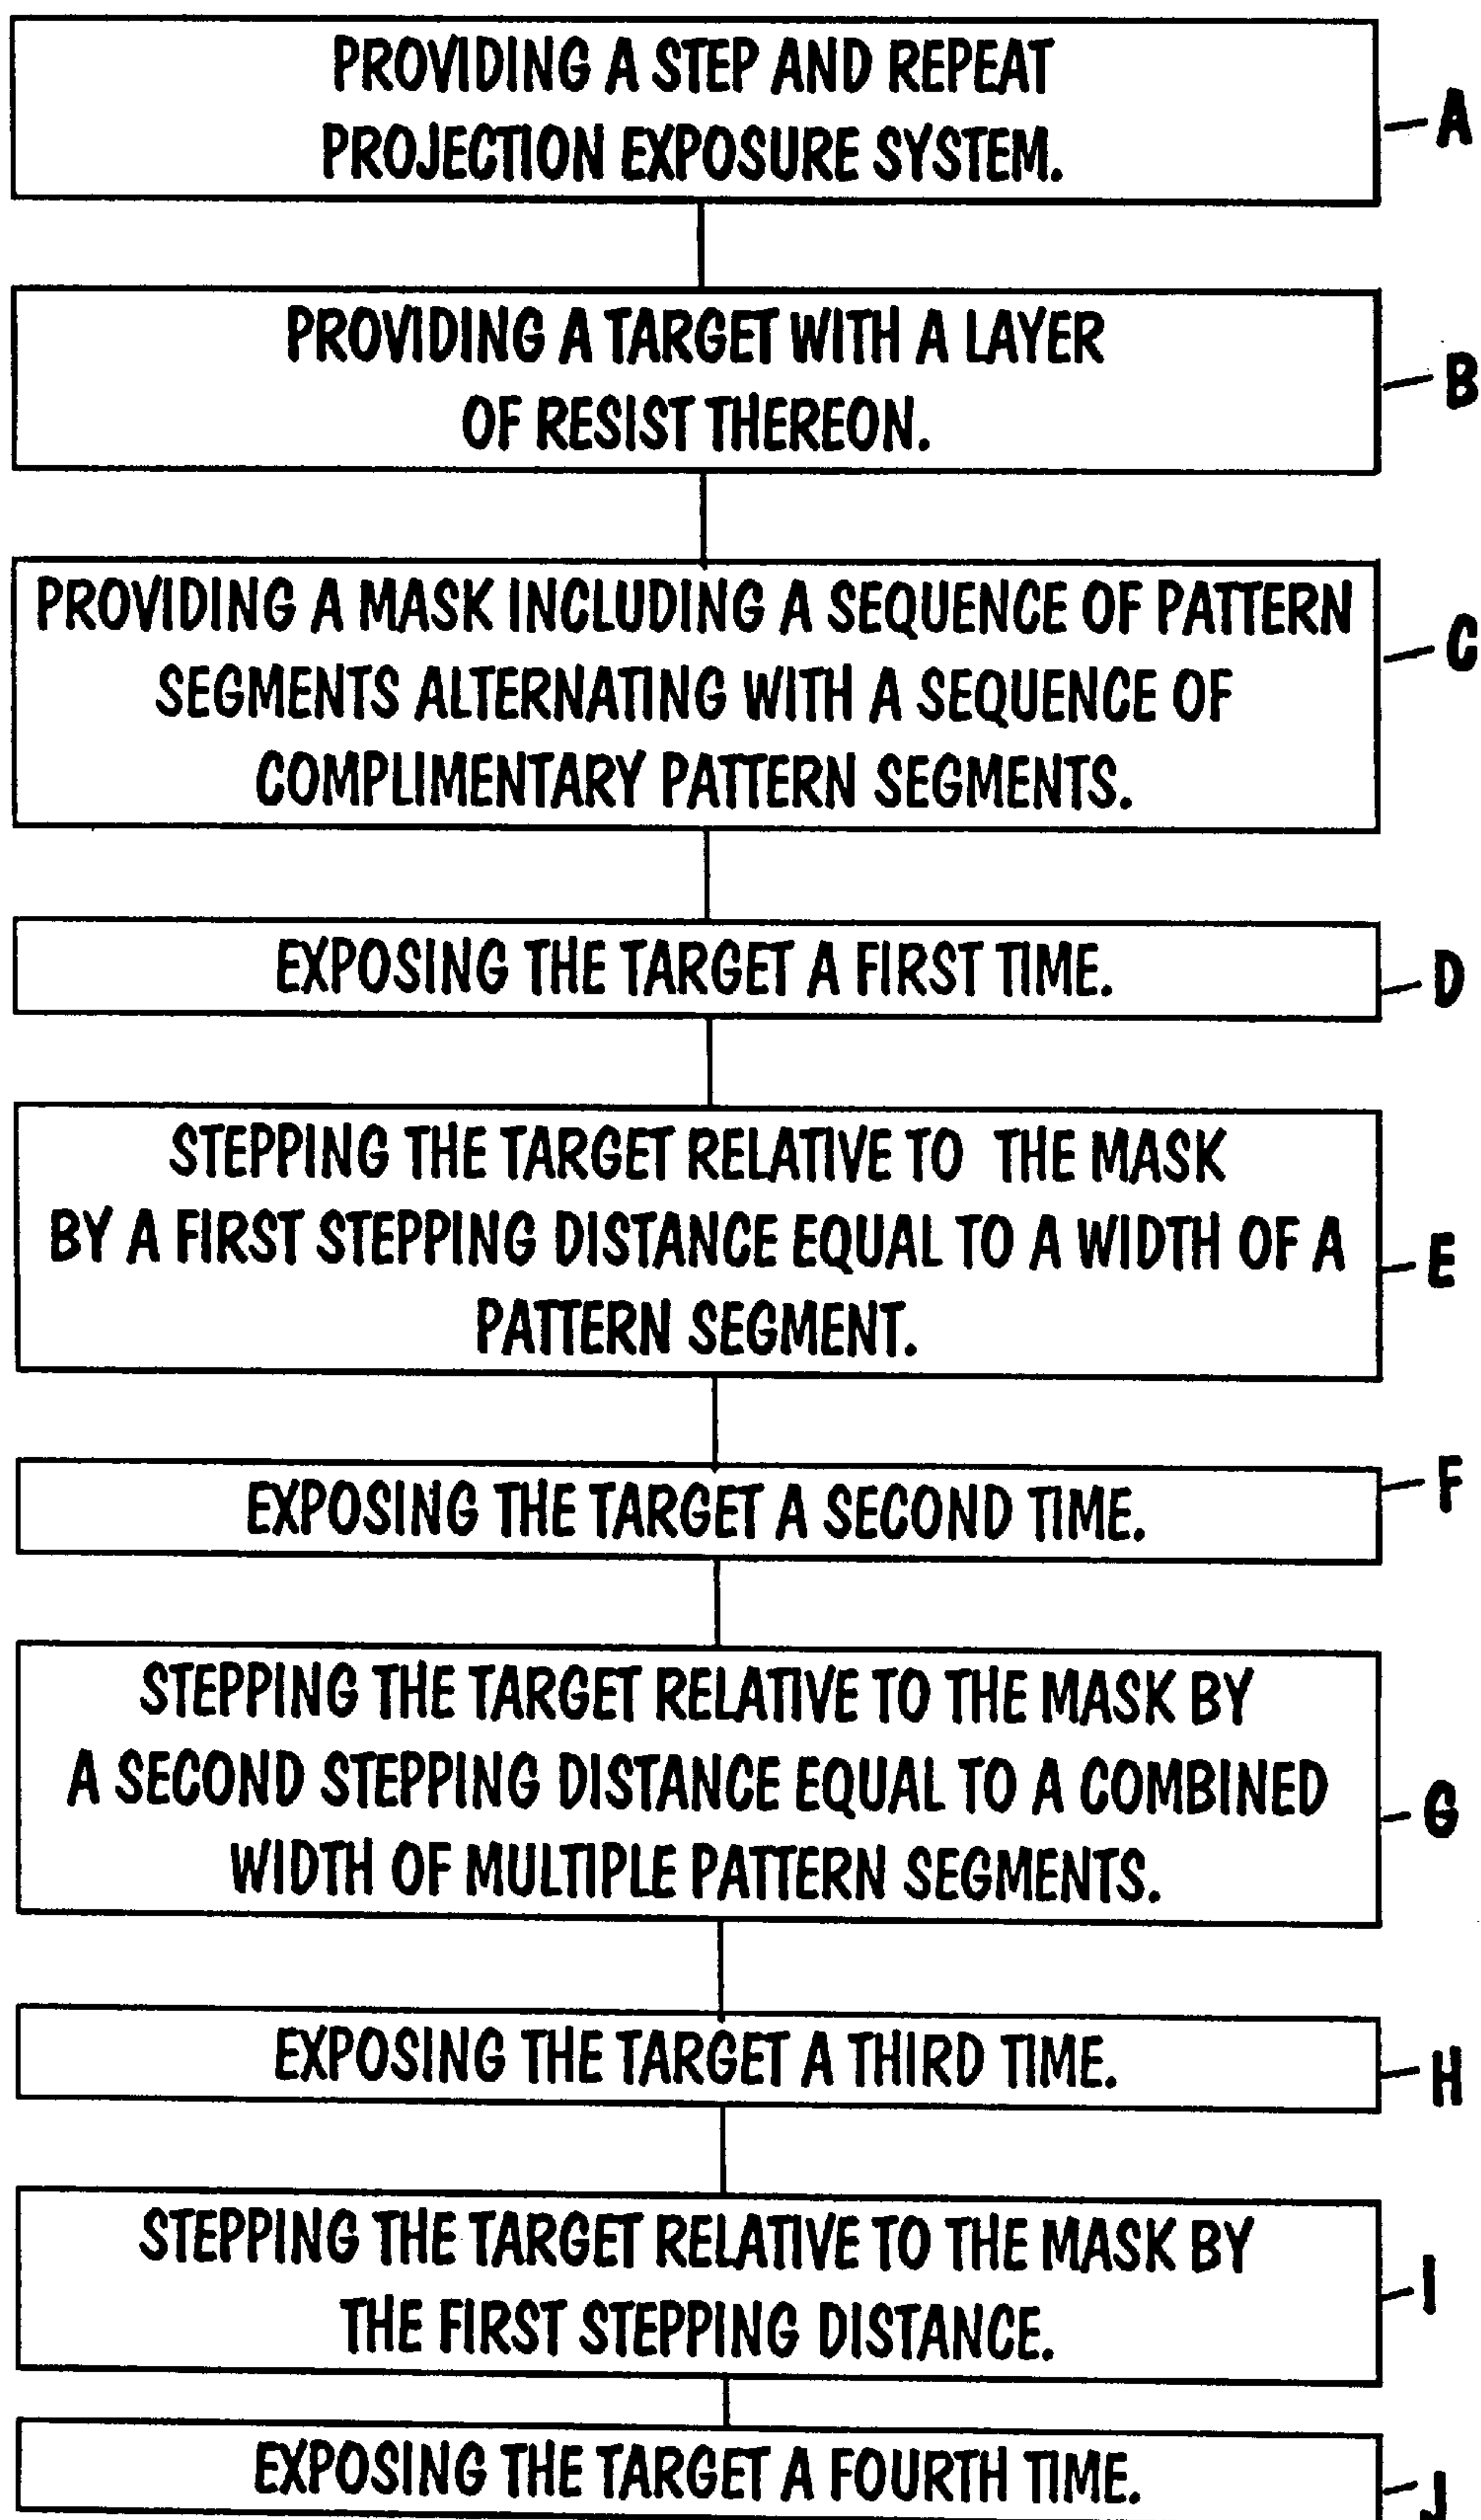 PROVIDING A STEP AND REPEAT
PROJECTION EXPOSURE SYSTEM.
A
PROVIDING A TARGET WITH A LAYER
OF RESIST THEREON.
B
PROVIDING A MASK INCLUDING A SEQUENCE OF PATTERN
SEGMENTS ALTERNATING WITH A SEQUENCE OF
COMPLIMENTARY PATTERN SEGMENTS.
C
EXPOSING THE TARGET A FIRST TIME.
D
STEPPING THE TARGET RELATIVE TO THE MASK
BY A FIRST STEPPING DISTANCE EQUAL TO A WIDTH OF A
PATTERN SEGMENT.
E
EXPOSING THE TARGET A SECOND TIME.
F
STEPPING THE TARGET RELATIVE TO THE MASK BY
A SECOND STEPPING DISTANCE EQUAL TO A COMBINED
WIDTH OF MULTIPLE PATTERN SEGMENTS.
G
EXPOSING THE TARGET A THIRD TIME.
H
STEPPING THE TARGET RELATIVE TO THE MASK BY
THE FIRST STEPPING DISTANCE.
I
EXPOSING THE TARGET A FOURTH TIME.
J